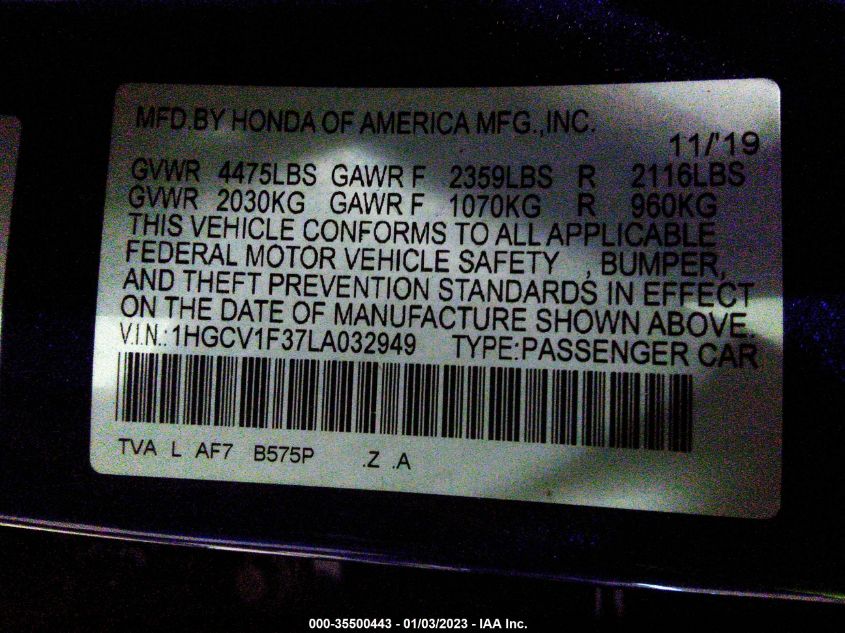 MFD.BY HONDA OF AMERICA MFG.,INC.
11/'19
GVWR 4475LBS GAWR F 2359LBS R 2116LBS
GVWR 2030KG GAWR F 1070KG R 960KG
THIS VEHICLE CONFORMS TO ALL APPLICABLE
FEDERAL MOTOR VEHICLE SAFETY , BUMPER,
AND THEFT PREVENTION STANDARDS IN EFFECT
ON THE DATE OF MANUFACTURE SHOWN ABOVE.
V.I.N.:1HGCV1F37LA032949 TYPE:PASSENGER CAR
TVA L AF7 B575P .Z .A
000-35500443 - 01/03/2023 - IAA Inc.